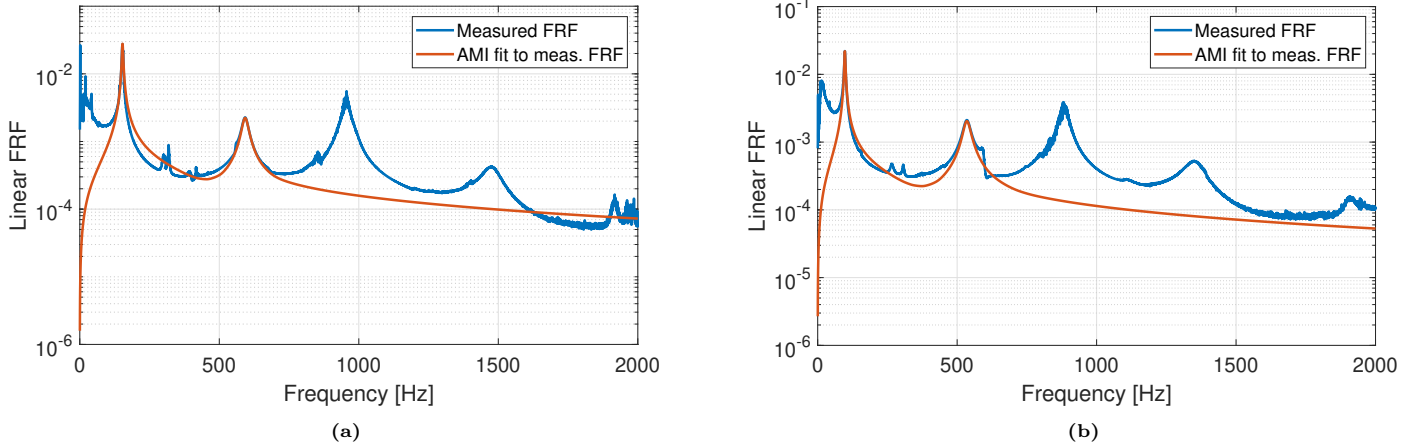 Measured FRF
AMI fit to meas. FRF
10^-2
10^-4
10^-6
Linear FRF
0 500 1000 1500 2000
Frequency [Hz]
(a)
Measured FRF
AMI fit to meas. FRF
10^-1
10^-2
10^-3
10^-4
10^-5
10^-6
Linear FRF
0 500 1000 1500 2000
Frequency [Hz]
(b)